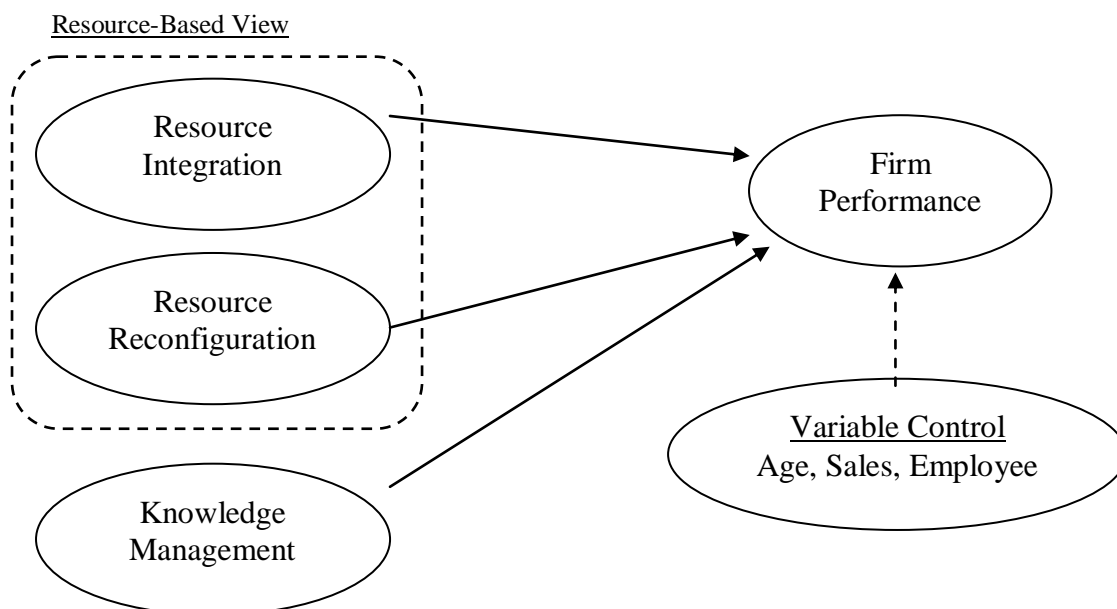 Resource-Based View
Resource
Integration
Firm
Performance
Resource
Reconfiguration
Variable Control
Age, Sales, Employee
Knowledge
Management